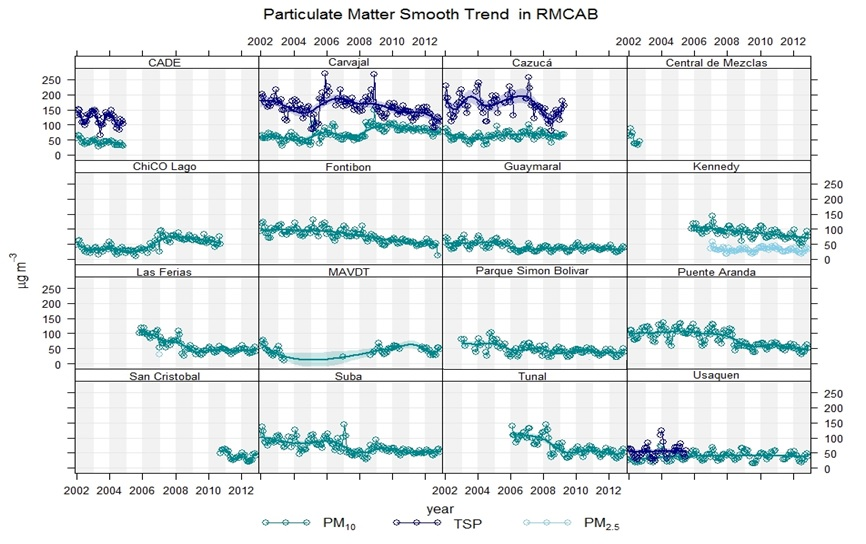 Particulate Matter Smooth Trend in RMCAB
2002 2004 2006 2008 2010 2012 2002 2004 2006 2008 2010 2012
CADE Carvajal Cazucá Central de Mezclas
250
200
150
100
50
0
ChiCO Lago Fontibon Guaymaral Kennedy
250
200
150
100
50
0
Las Ferias MAVDT Parque Simon Bolivar Puente Aranda
250
200
150
100
50
0
San Cristobal Suba Tunal Usaquen
250
200
150
100
50
0
µg m⁻³
2002 2004 2006 2008 2010 2012 2002 2004 2006 2008 2010 2012
year
PM₁₀ TSP PM₂.₅